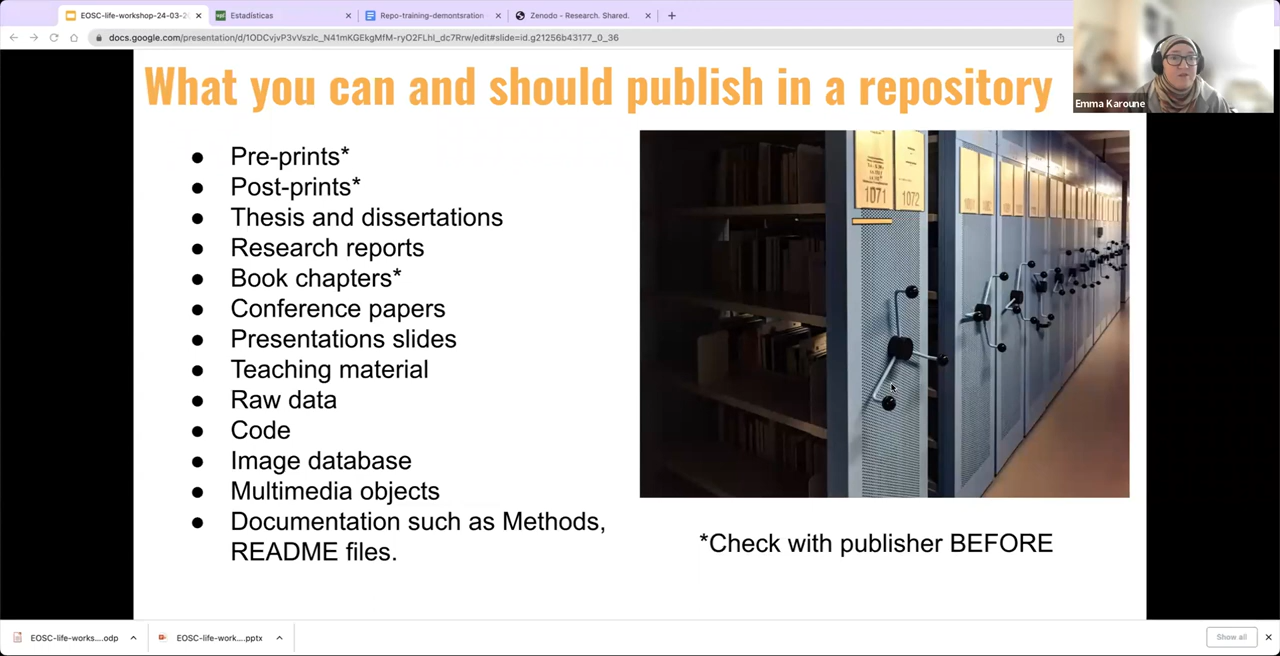 EOSC-life-workshop-24-03-2
Estadísticas
Repo-training-demontsration
Zenodo - Research. Shared.
docs.google.com/presentation/d/1ODCvjvP3vVszlc_N41mKGEkgMfM-ryO2FLhI_dc7Rrw/edit#slide=id.g21256b43177_0_36
What you can and should publish in a repository
Emma Karoune
● Pre-prints*
● Post-prints*
● Thesis and dissertations
● Research reports
● Book chapters*
● Conference papers
● Presentations slides
● Teaching material
● Raw data
● Code
● Image database
● Multimedia objects
● Documentation such as Methods,
README files.
1071
1072
*Check with publisher BEFORE
EOSC-life-works....odp
EOSC-life-work....pptx
Show all